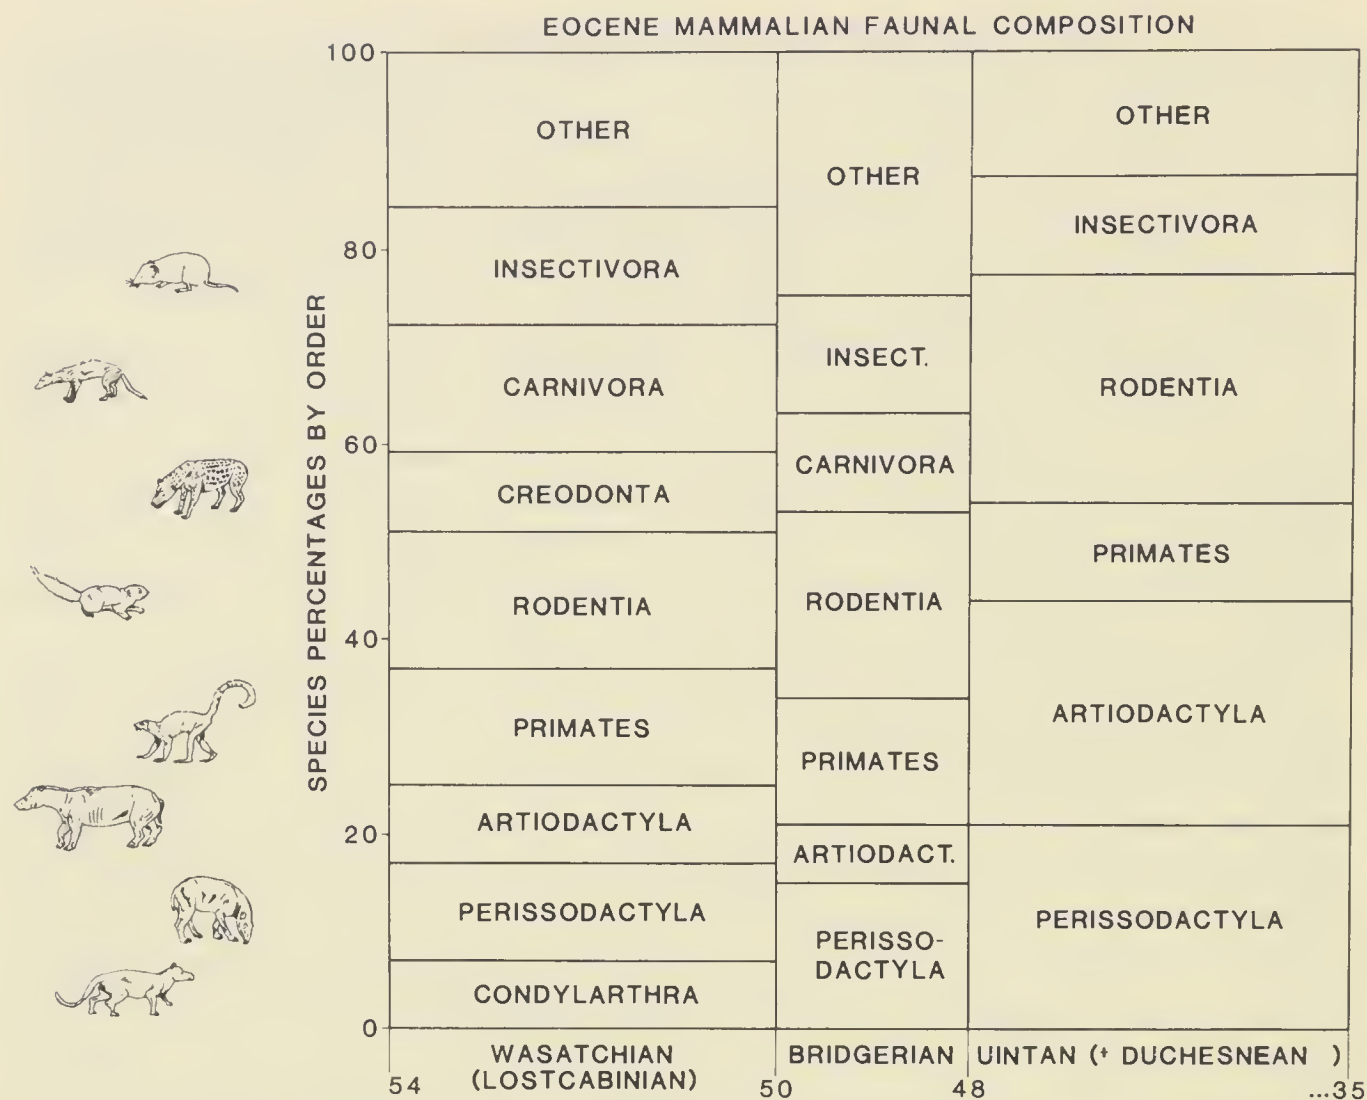 EOCENE MAMMALIAN FAUNAL COMPOSITION
SPECIES PERCENTAGES BY ORDER
100
80
60
40
20
0
OTHER
INSECTIVORA
CARNIVORA
CREODONTA
RODENTIA
PRIMATES
ARTIODACTYLA
PERISSODACTYLA
CONDYLARTHRA
OTHER
INSECT.
CARNIVORA
RODENTIA
PRIMATES
ARTIODACT.
PERISSO-
DACTYLA
OTHER
INSECTIVORA
RODENTIA
PRIMATES
ARTIODACTYLA
PERISSODACTYLA
WASATCHIAN
(LOSTCABINIAN)
BRIDGERIAN
UINTAN (+ DUCHESNEAN )
54
50
48
...35